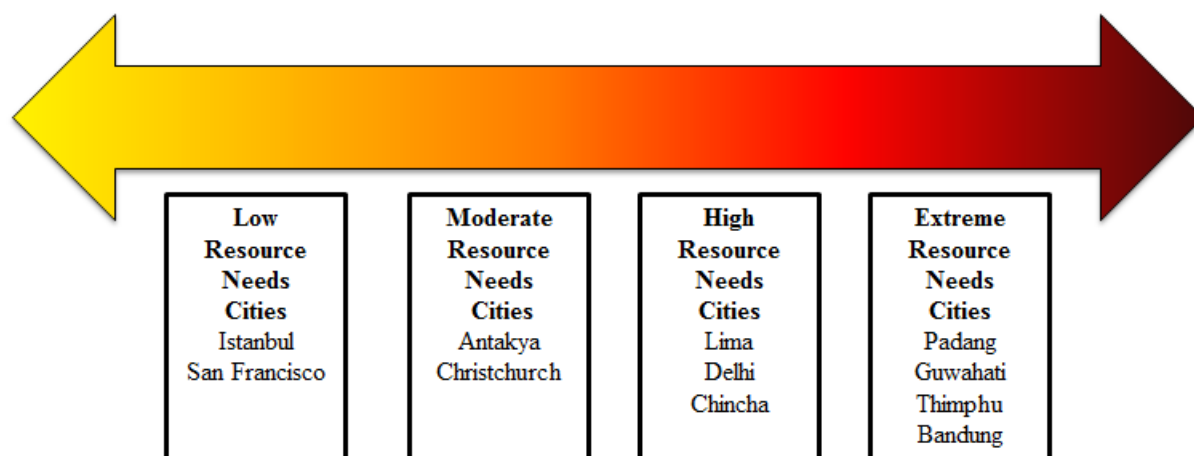 Low
Resource
Needs
Cities
Istanbul
San Francisco
Moderate
Resource
Needs
Cities
Antakya
Christchurch
High
Resource
Needs
Cities
Lima
Delhi
Chincha
Extreme
Resource
Needs
Cities
Padang
Guwahati
Thimphu
Bandung